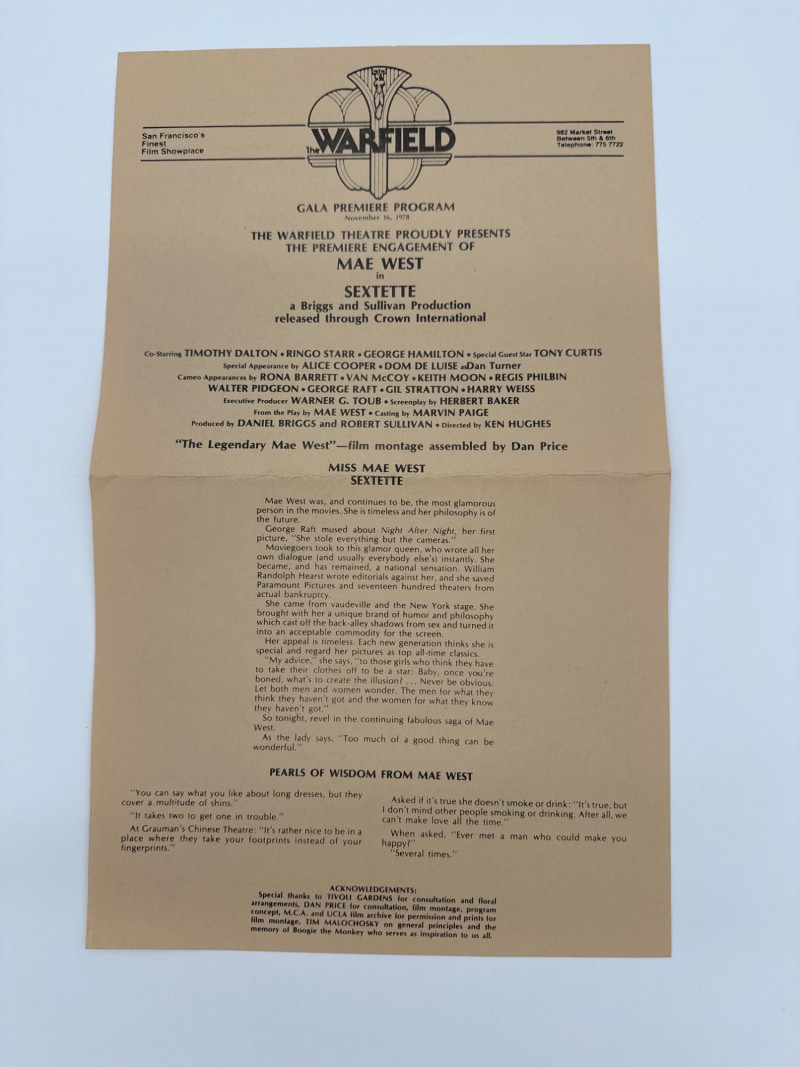 San Francisco's
Finest
Film Showplace
The WARFIELD
982 Market Street
Between 5th & 6th
Telephone: 775 7722
GALA PREMIERE PROGRAM
November 16, 1978
THE WARFIELD THEATRE PROUDLY PRESENTS
THE PREMIERE ENGAGEMENT OF
MAE WEST
in
SEXTETTE
a Briggs and Sullivan Production
released through Crown International
Co-Starring TIMOTHY DALTON • RINGO STARR • GEORGE HAMILTON • Special Guest Star TONY CURTIS
Special Appearance by ALICE COOPER • DOM DE LUISE as Dan Turner
Cameo Appearances by RONA BARRETT • VAN McCOY • KEITH MOON • REGIS PHILBIN
WALTER PIDGEON • GEORGE RAFT • GIL STRATTON • HARRY WEISS
Executive Producer WARNER G. TOUB • Screenplay by HERBERT BAKER
From the Play by MAE WEST • Casting by MARVIN PAIGE
Produced by DANIEL BRIGGS and ROBERT SULLIVAN • Directed by KEN HUGHES
"The Legendary Mae West"—film montage assembled by Dan Price
MISS MAE WEST
SEXTETTE
Mae West was, and continues to be, the most glamorous
person in the movies. She is timeless and her philosophy is of
the future.
George Raft mused about Night After Night, her first
picture, "She stole everything but the cameras."
Moviegoers took to this glamor queen, who wrote all her
own dialogue (and usually everybody else's) instantly. She
became, and has remained, a national sensation. William
Randolph Hearst wrote editorials against her, and she saved
Paramount Pictures and seventeen hundred theaters from
actual bankruptcy.
She came from vaudeville and the New York stage. She
brought with her a unique brand of humor and philosophy
which cast off the back-alley shadows from sex and turned it
into an acceptable commodity for the screen.
Her appeal is timeless. Each new generation thinks she is
special and regard her pictures as top all-time classics.
"My advice," she says, "to those girls who think they have
to take their clothes off to be a star: Baby, once you're
boned, what's to create the illusion? . . . Never be obvious.
Let both men and women wonder. The men for what they
think they haven't got and the women for what they know
they haven't got."
So tonight, revel in the continuing fabulous saga of Mae
West.
As the lady says, "Too much of a good thing can be
wonderful."
PEARLS OF WISDOM FROM MAE WEST
"You can say what you like about long dresses, but they
cover a multitude of shins."
"It takes two to get one in trouble."
At Grauman's Chinese Theatre: "It's rather nice to be in a
place where they take your footprints instead of your
fingerprints."
Asked if it's true she doesn't smoke or drink: "It's true, but
I don't mind other people smoking or drinking. After all, we
can't make love all the time."
When asked, "Ever met a man who could make you
happy?"
"Several times."
ACKNOWLEDGEMENTS:
Special thanks to TIVOLI GARDENS for consultation and floral
arrangements, DAN PRICE for consultation, film montage, program
concept, M.C.A. and UCLA film archive for permission and prints for
film montage, TIM MALOCHOSKY on general principles and the
memory of Boogie the Monkey who serves as inspiration to us all.